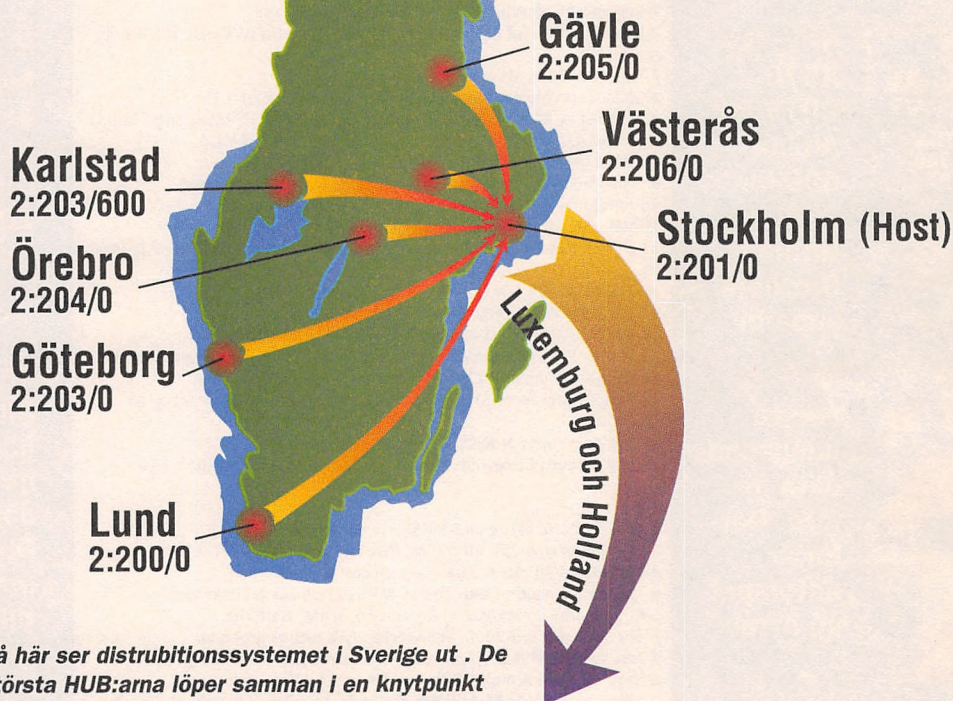 Gävle
2:205/0
Västerås
2:206/0
Karlstad
2:203/600
Stockholm (Host)
2:201/0
Örebro
2:204/0
Göteborg
2:203/0
Luxemburg och Holland
Lund
2:200/0
å här ser distrubitionssystemet i Sverige ut . De
törsta HUB:arna löper samman i en knytpunkt